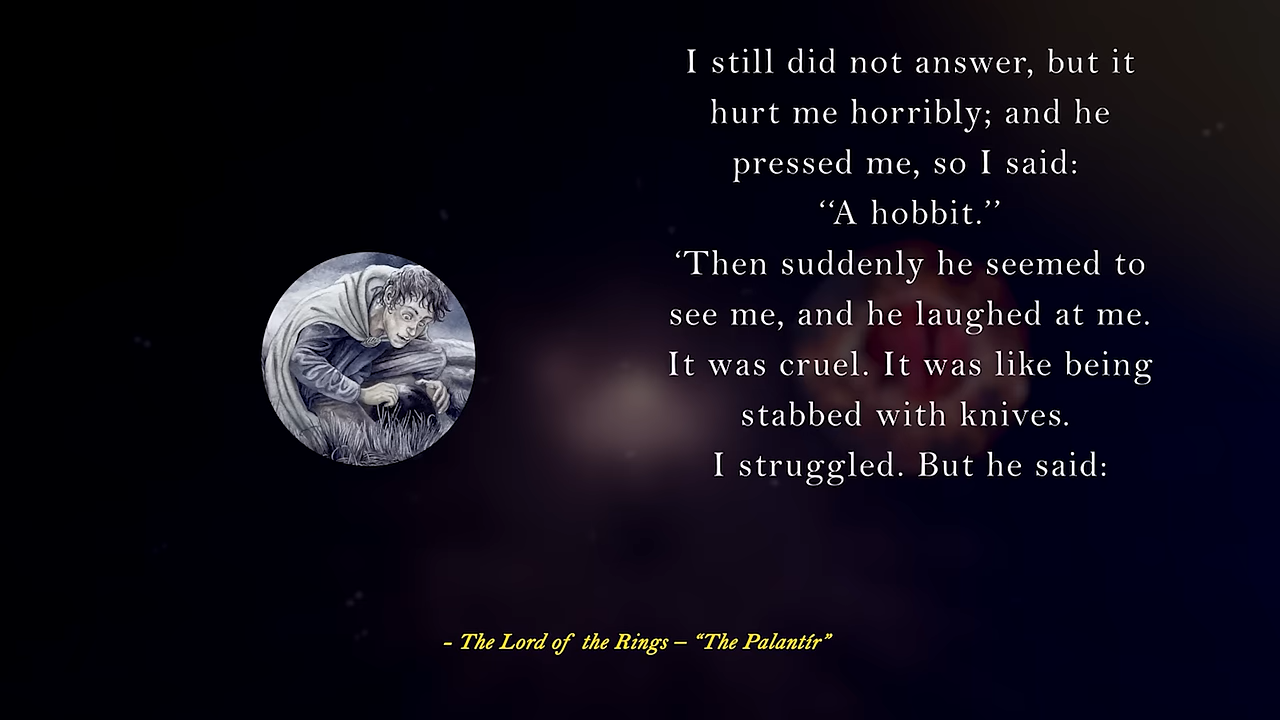 I still did not answer, but it
hurt me horribly; and he
pressed me, so I said:
‘‘A hobbit.’’
‘Then suddenly he seemed to
see me, and he laughed at me.
It was cruel. It was like being
stabbed with knives.
I struggled. But he said:
- The Lord of the Rings – “The Palantír”